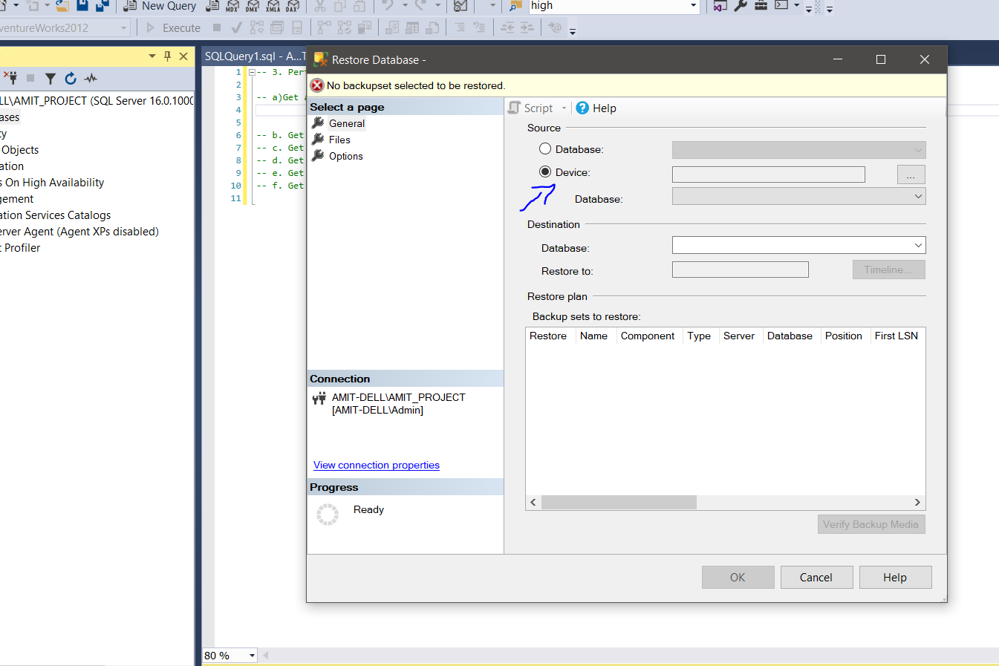 New Query
MDX
DMX
XMLA
DAX
high
ventureWorks2012
Execute
SQLQuery1.sql - A...T
Restore Database -
No backupset selected to be restored.
LL\AMIT_PROJECT (SQL Server 16.0.1000
ases
ty
Objects
ation
s On High Availability
gement
ation Services Catalogs
erver Agent (Agent XPs disabled)
t Profiler
1 -- 3. Per
2
3 -- a)Get a
4
5
6 -- b. Get
7 -- c. Get
8 -- d. Get
9 -- e. Get
10 -- f. Get
11
80 %
Select a page
General
Files
Options
Connection
AMIT-DELL\AMIT_PROJECT
[AMIT-DELL\Admin]
View connection properties
Progress
Ready
Script
Help
Source
Database:
Device:
...
Database:
Destination
Database:
Restore to:
Timeline...
Restore plan
Backup sets to restore:
Restore Name Component Type Server Database Position First LSN
Verify Backup Media
OK Cancel Help